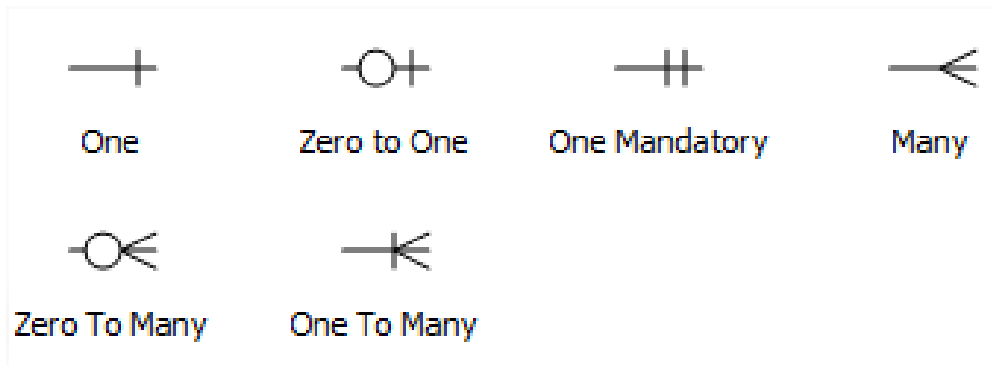 One
Zero to One
One Mandatory
Many
Zero To Many
One To Many